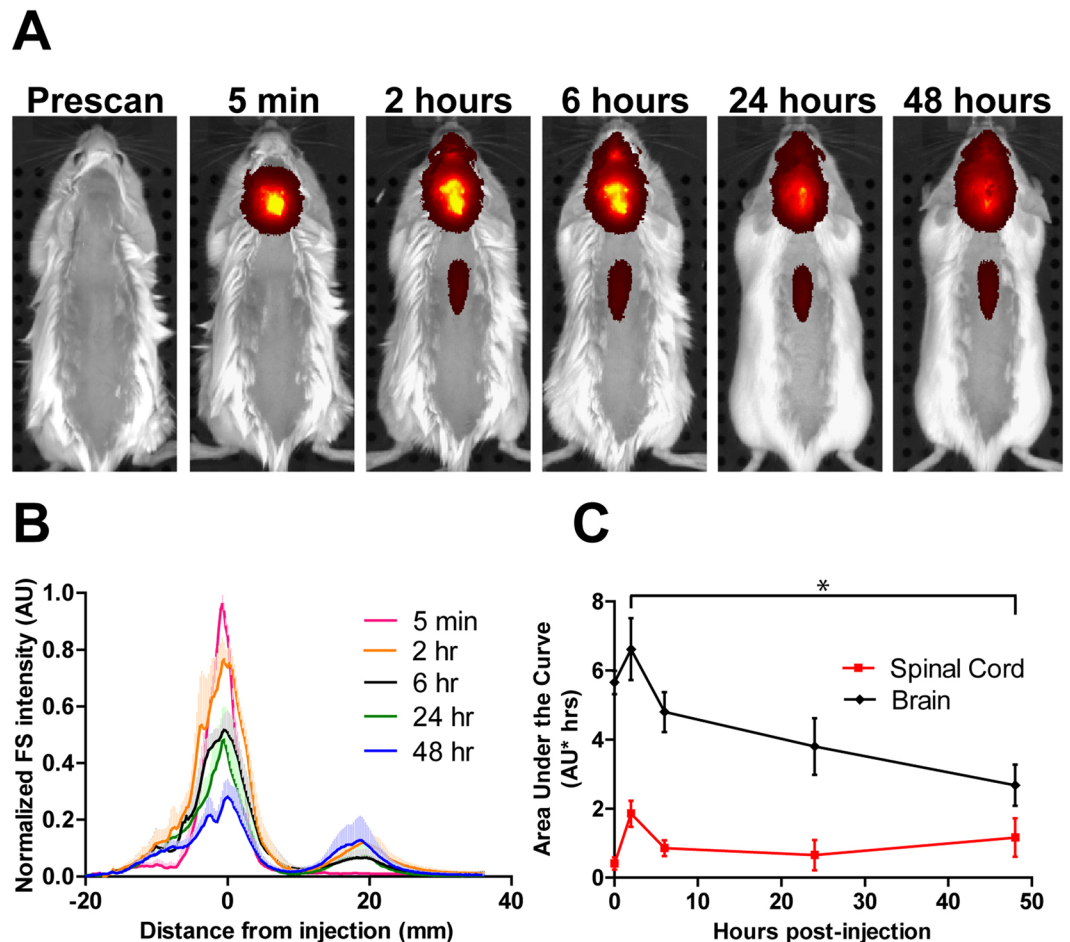 A
Prescan
5 min
2 hours
6 hours
24 hours
48 hours
B
Normalized FS intensity (AU)
1.0
0.8
0.6
0.4
0.2
0.0
-20
0
20
40
Distance from injection (mm)
5 min
2 hr
6 hr
24 hr
48 hr
C
Area Under the Curve
(AU* hrs)
8
6
4
2
0
0
10
20
30
40
50
Hours post-injection
*
Spinal Cord
Brain